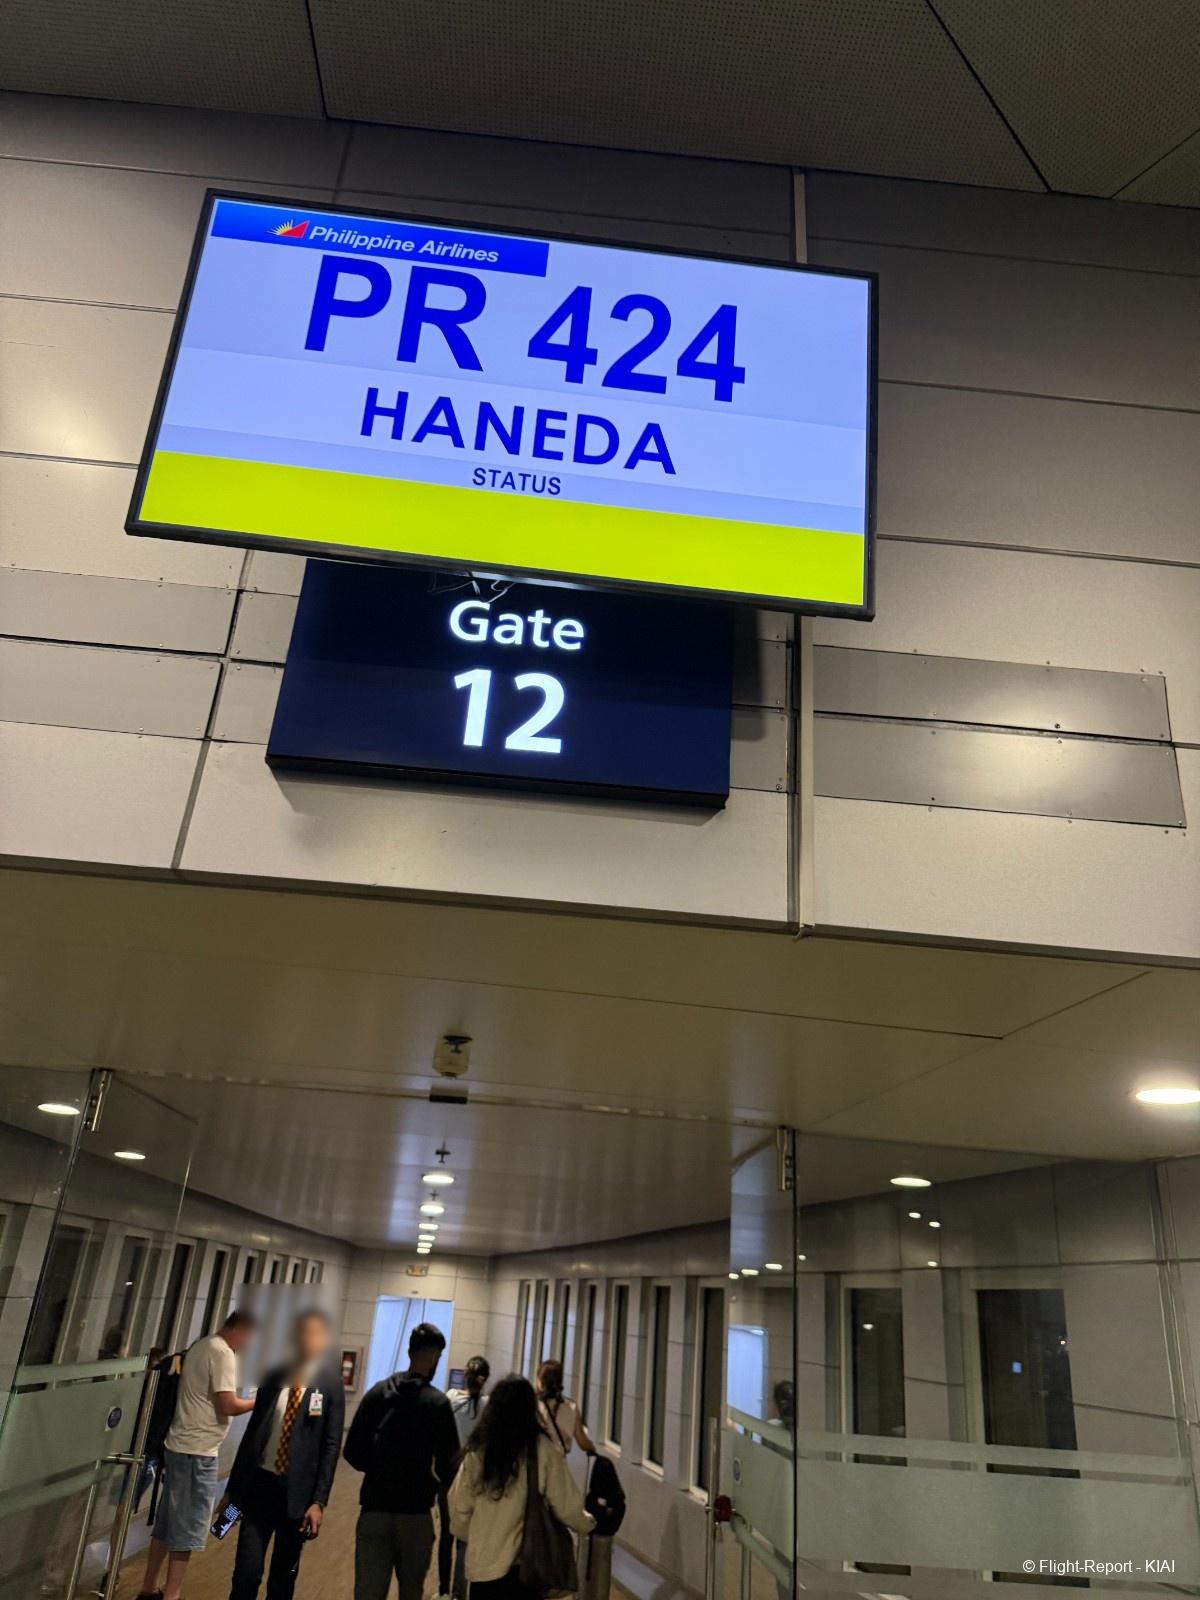 Philippine Airlines
PR 424
HANEDA
STATUS
Gate
12
© Flight-Report - KIAI